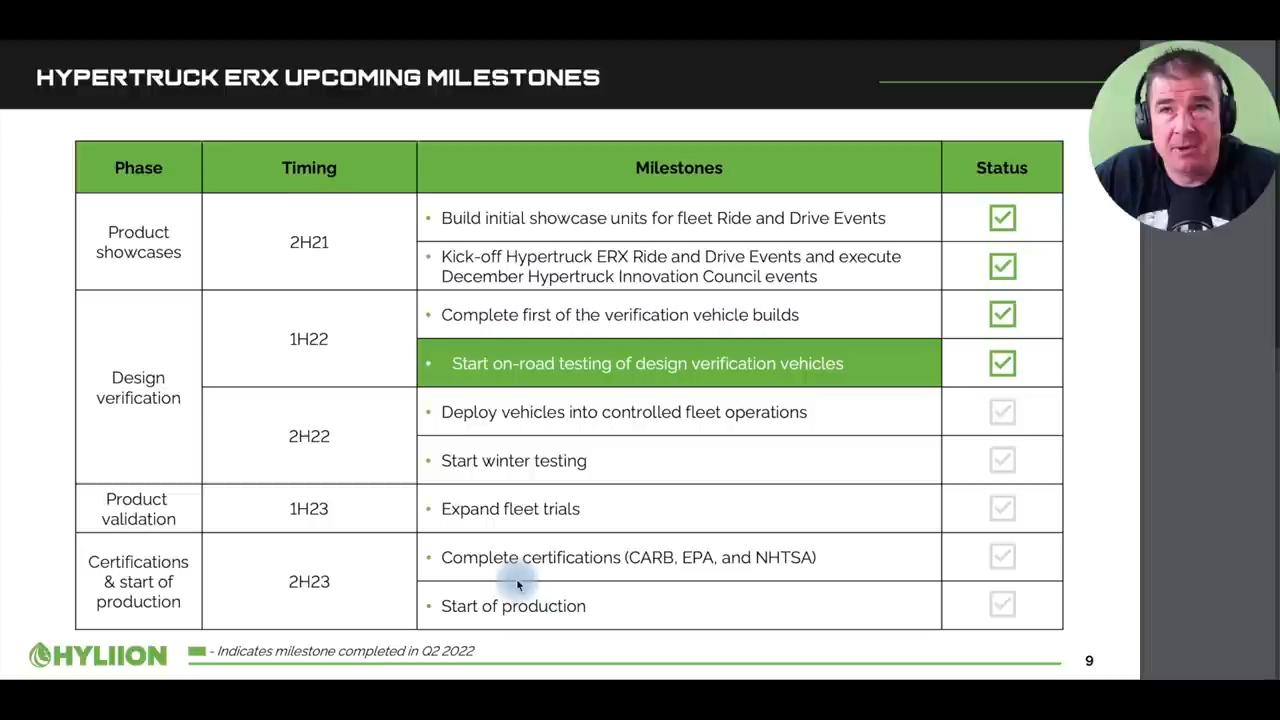 HYPERTRUCK ERX UPCOMING MILESTONES
Phase
Timing
Milestones
Status
Product
showcases
2H21
• Build initial showcase units for fleet Ride and Drive Events
• Kick-off Hypertruck ERX Ride and Drive Events and execute
December Hypertruck Innovation Council events
Design
verification
1H22
• Complete first of the verification vehicle builds
• Start on-road testing of design verification vehicles
2H22
• Deploy vehicles into controlled fleet operations
• Start winter testing
Product
validation
1H23
• Expand fleet trials
Certifications
& start of
production
2H23
• Complete certifications (CARB, EPA, and NHTSA)
• Start of production
HYLIION
- Indicates milestone completed in Q2 2022
9